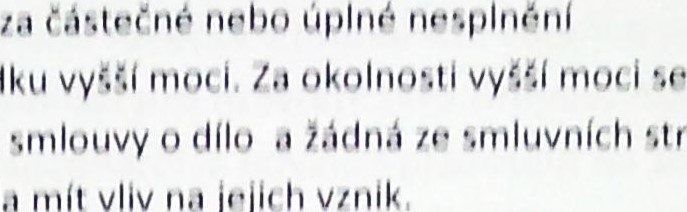 za částečné nebo úplné nesplnění
dku vyšší moci. Za okolnosti vyšší moci se
smlouvy o dílo a žádná ze smluvních str
a mít vliv na jejich vznik.